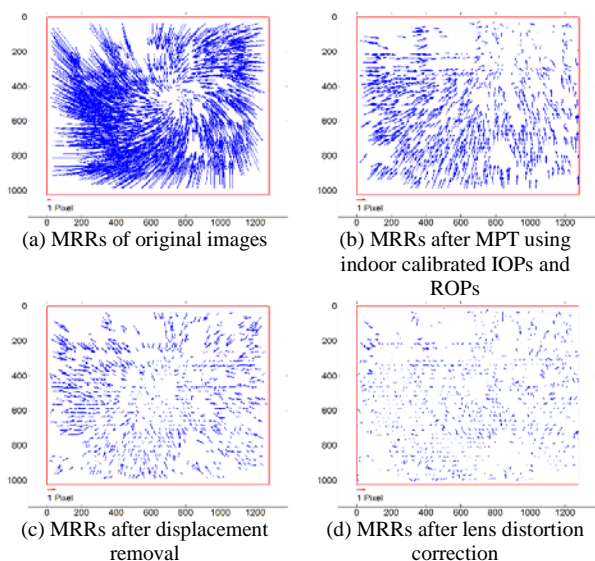 0
200
400
600
800
1000
1 Pixel
0 200 400 600 800 1000 1200
(a) MRRs of original images
0
200
400
600
800
1000
1 Pixel
0 200 400 600 800 1000 1200
(b) MRRs after MPT using
indoor calibrated IOPs and
ROPs
0
200
400
600
800
1000
1 Pixel
0 200 400 600 800 1000 1200
(c) MRRs after displacement
removal
0
200
400
600
800
1000
1 Pixel
0 200 400 600 800 1000 1200
(d) MRRs after lens distortion
correction